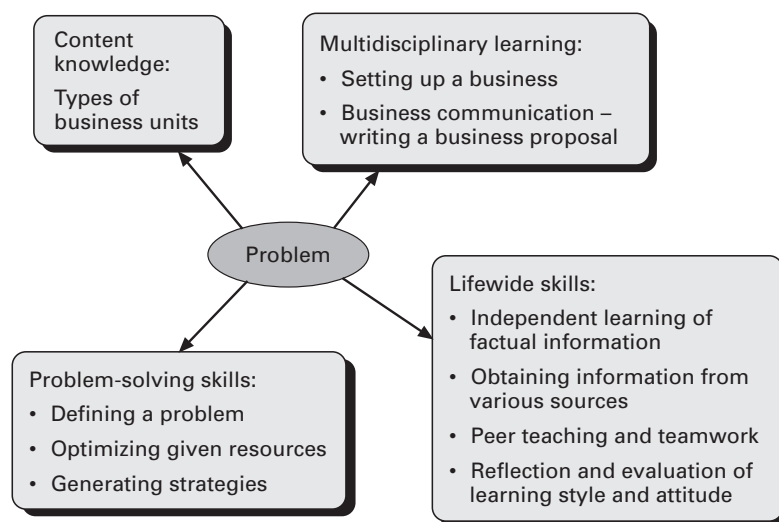 Content
knowledge:
Types of
business units
Multidisciplinary learning:
• Setting up a business
• Business communication –
writing a business proposal
Problem
Lifewide skills:
• Independent learning of
factual information
• Obtaining information from
various sources
• Peer teaching and teamwork
• Reflection and evaluation of
learning style and attitude
Problem-solving skills:
• Defining a problem
• Optimizing given resources
• Generating strategies